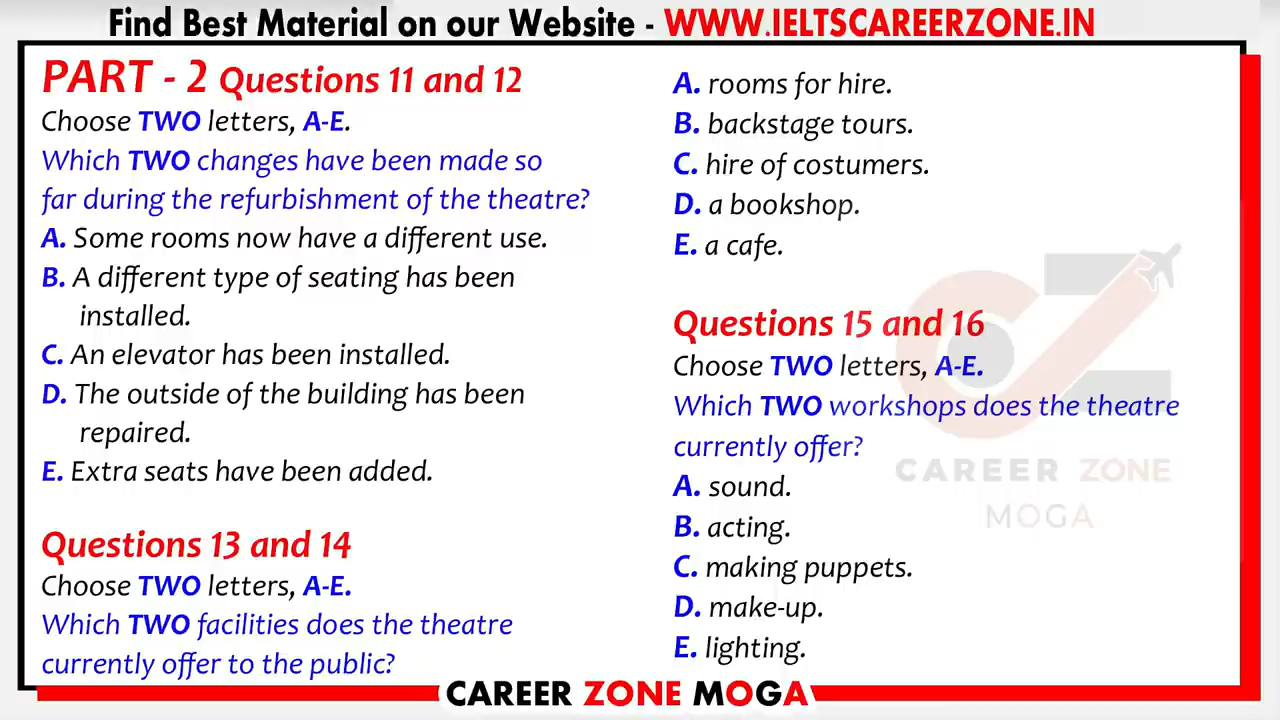 Find Best Material on our Website - WWW.IELTSCAREERZONE.IN
PART - 2 Questions 11 and 12
Choose TWO letters, A-E.
Which TWO changes have been made so
far during the refurbishment of the theatre?
A. Some rooms now have a different use.
B. A different type of seating has been
installed.
C. An elevator has been installed.
D. The outside of the building has been
repaired.
E. Extra seats have been added.
Questions 13 and 14
Choose TWO letters, A-E.
Which TWO facilities does the theatre
currently offer to the public?
A. rooms for hire.
B. backstage tours.
C. hire of costumers.
D. a bookshop.
E. a cafe.
Questions 15 and 16
Choose TWO letters, A-E.
Which TWO workshops does the theatre
currently offer?
A. sound.
B. acting.
C. making puppets.
D. make-up.
E. lighting.
CAREER ZONE
MOGA
CAREER ZONE MOGA